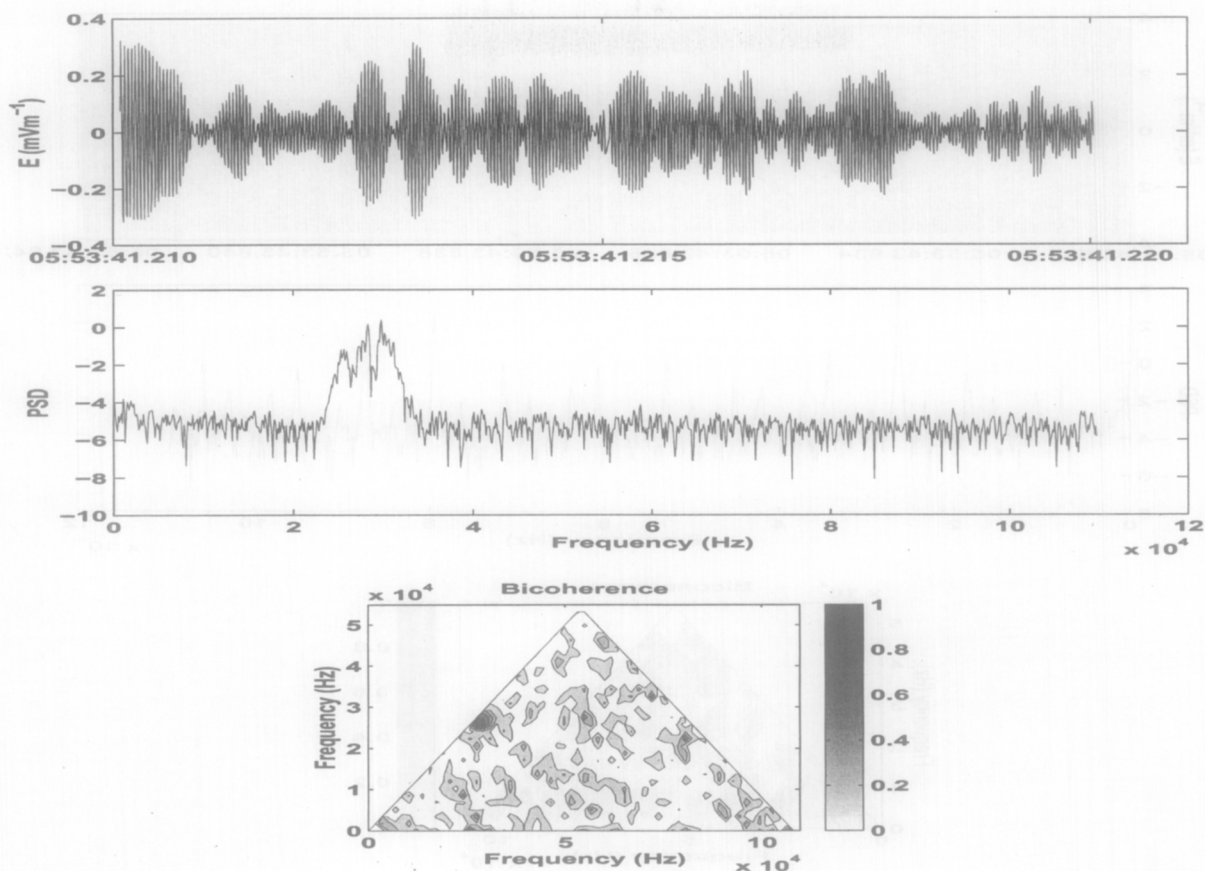 0.4
0.2
0
−0.2
−0.4
E (mVm⁻¹)
05:53:41.210 05:53:41.215 05:53:41.220
2
0
−2
−4
−6
−8
−10
PSD
0 2 4 6 8 10 12
Frequency (Hz)
x 10⁴
x 10⁴ Bicoherence
5
4
3
2
1
0
Frequency (Hz)
0 5 10
Frequency (Hz)
x 10⁴
1
0.8
0.6
0.4
0.2
0